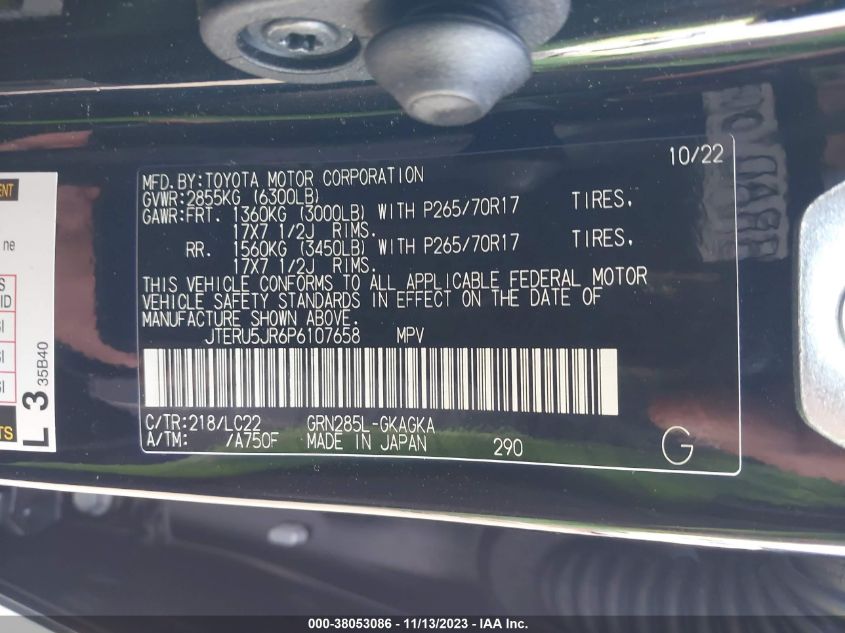 10/22
MFD.BY:TOYOTA MOTOR CORPORATION
GVWR:2855KG (6300LB)
GAWR:FRT. 1360KG (3000LB) WITH P265/70R17 TIRES.
17X7 1/2J RIMS.
RR. 1560KG (3450LB) WITH P265/70R17 TIRES.
17X7 1/2J RIMS.
THIS VEHICLE CONFORMS TO ALL APPLICABLE FEDERAL MOTOR
VEHICLE SAFETY STANDARDS IN EFFECT ON THE DATE OF
MANUFACTURE SHOWN ABOVE.
JTERU5JR6P6107658 MPV
C/TR:218/LC22 GRN285L-GKAGKA
A/TM: /A750F MADE IN JAPAN 290 G
ne
L 3
35B40
000-38053086 - 11/13/2023 - IAA Inc.